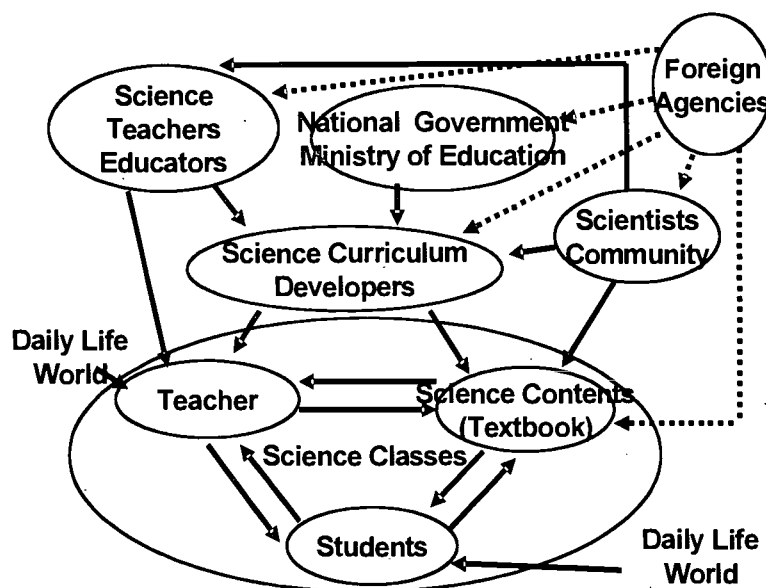 Foreign
Agencies
Science
Teachers
Educators
National Government
Ministry of Education
Scientists
Community
Science Curriculum
Developers
Daily Life
World
Teacher
Science Contents
(Textbook)
Science Classes
Students
Daily Life
World